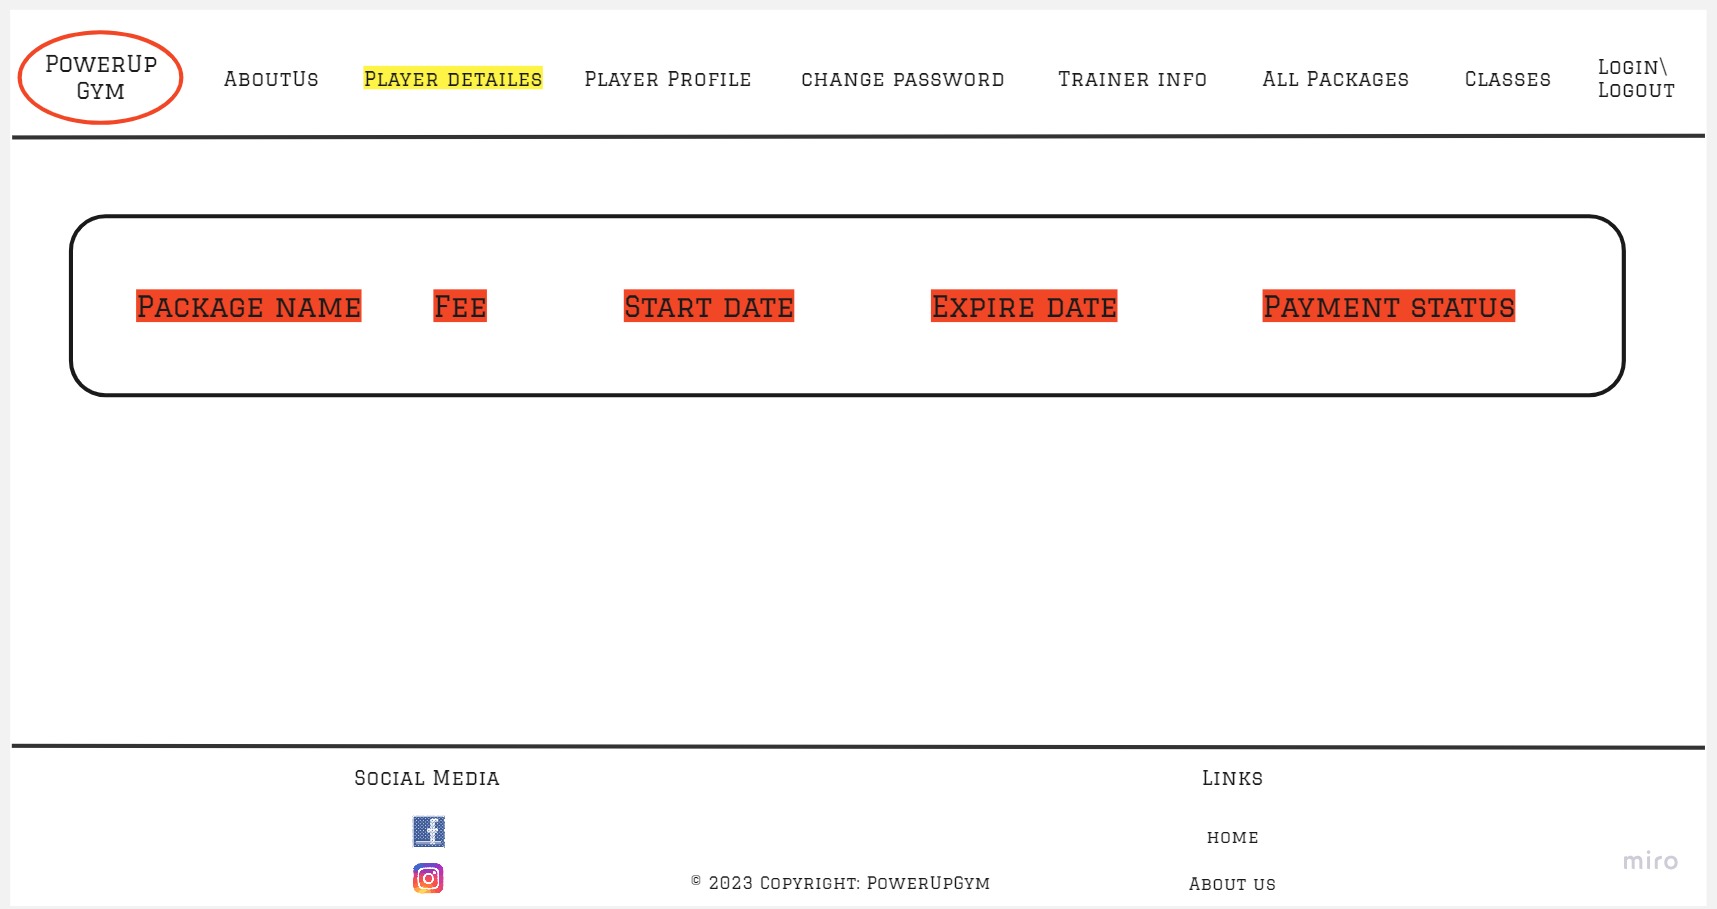 PowerUp
Gym
AboutUs
Player detailes
Player Profile
change password
Trainer info
All Packages
Classes
Login\
Logout
Package name
Fee
Start date
Expire date
Payment status
Social Media
Links
home
© 2023 Copyright: PowerUpGym
About us
miro